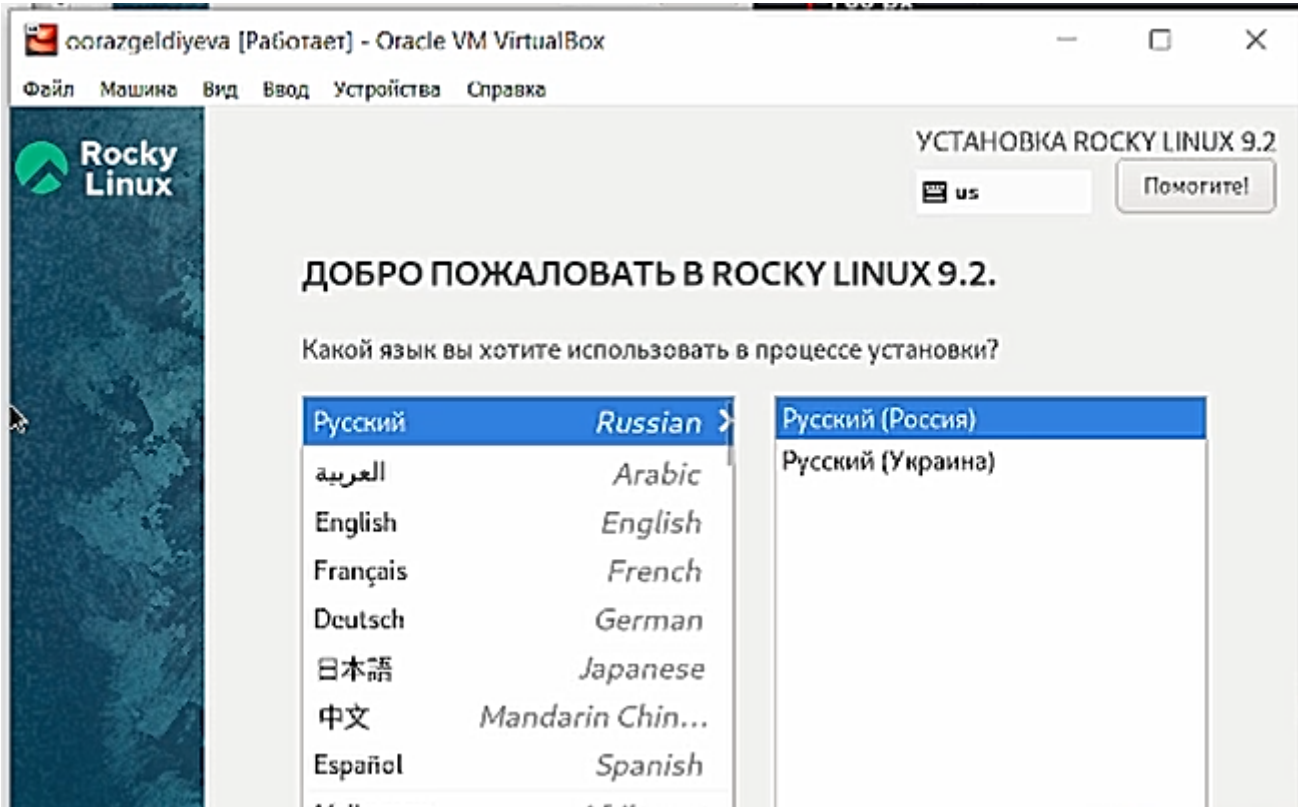 oorazgeldiyeva [Работает] - Oracle VM VirtualBox
Файл Машина Вид Ввод Устройства Справка
Rocky
Linux
УСТАНОВКА ROCKY LINUX 9.2
us
Помогите!
ДОБРО ПОЖАЛОВАТЬ В ROCKY LINUX 9.2.
Какой язык вы хотите использовать в процессе установки?
Русский Russian
العربية Arabic
English English
Français French
Deutsch German
日本語 Japanese
中文 Mandarin Chin...
Español Spanish
Русский (Россия)
Русский (Украина)